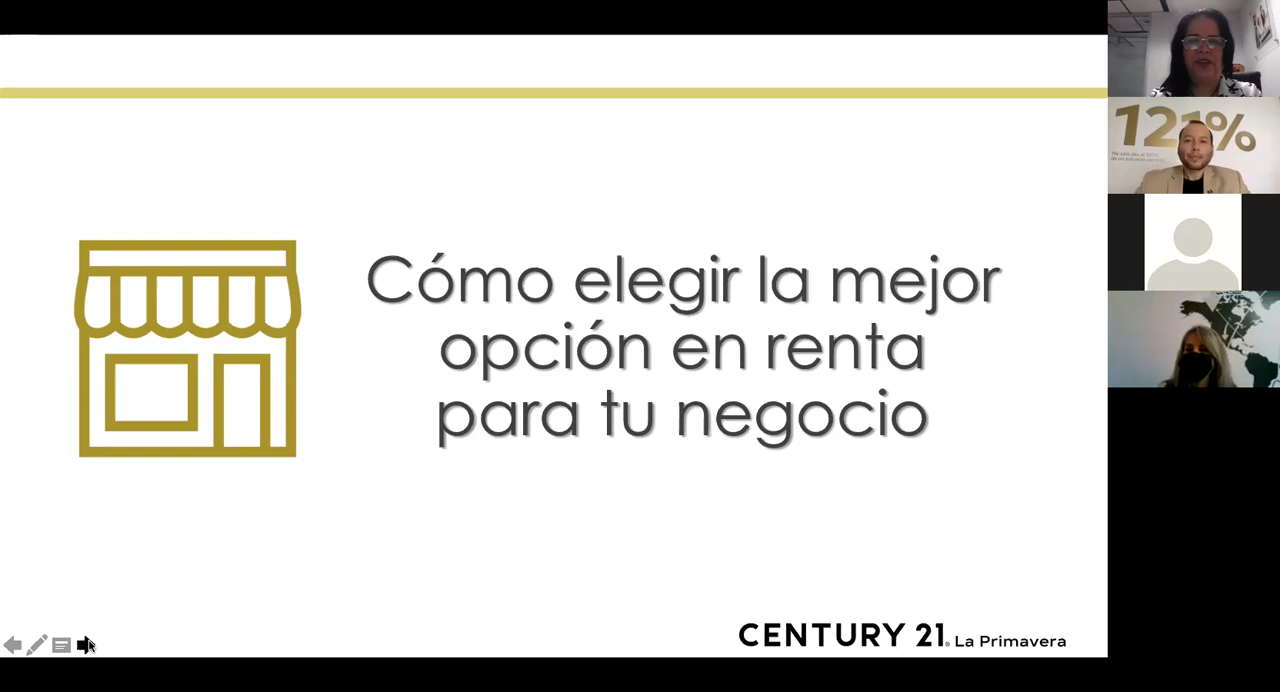 Cómo elegir la mejor
opción en renta
para tu negocio
CENTURY 21® La Primavera
121%